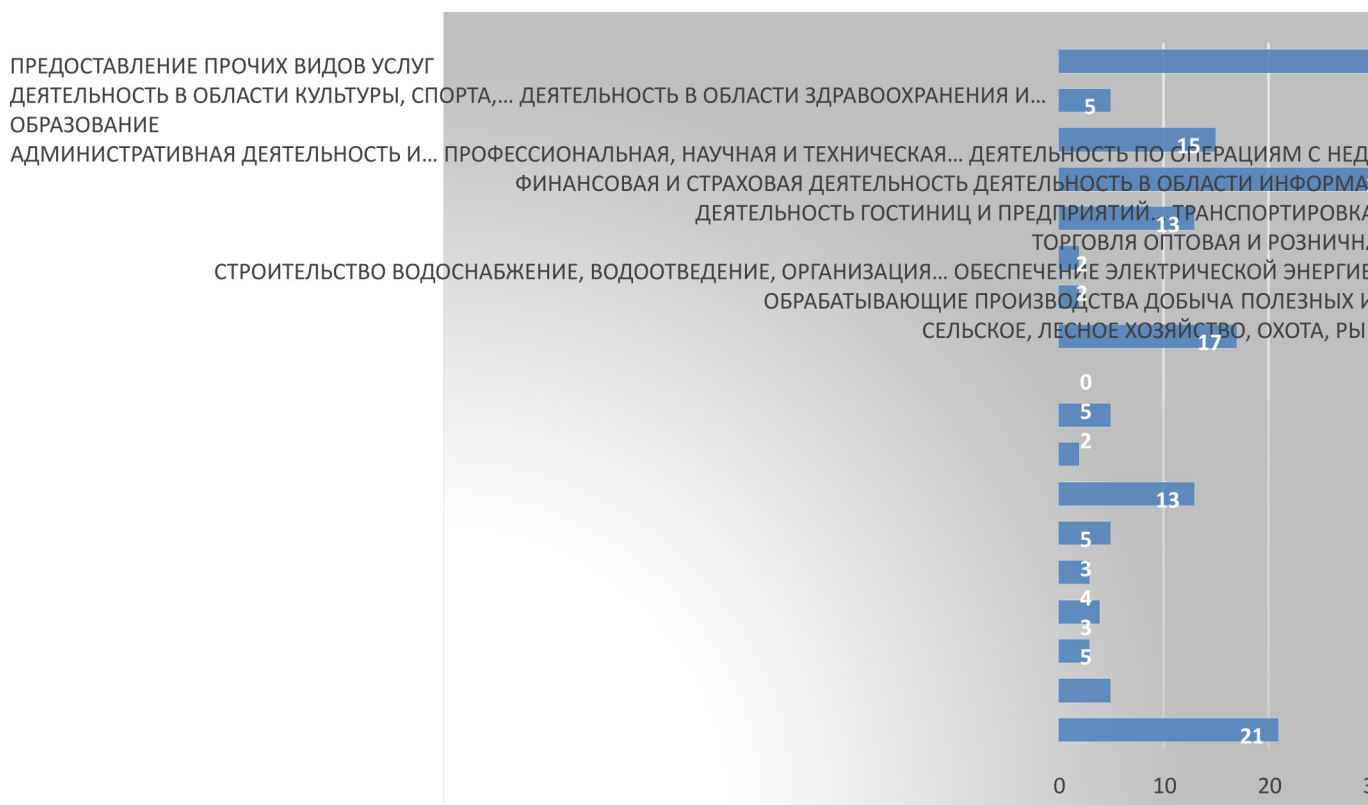 ПРЕДОСТАВЛЕНИЕ ПРОЧИХ ВИДОВ УСЛУГ
ДЕЯТЕЛЬНОСТЬ В ОБЛАСТИ КУЛЬТУРЫ, СПОРТА,... ДЕЯТЕЛЬНОСТЬ В ОБЛАСТИ ЗДРАВООХРАНЕНИЯ И...
5
ОБРАЗОВАНИЕ
АДМИНИСТРАТИВНАЯ ДЕЯТЕЛЬНОСТЬ И... ПРОФЕССИОНАЛЬНАЯ, НАУЧНАЯ И ТЕХНИЧЕСКАЯ... ДЕЯТЕЛЬНОСТЬ ПО ОПЕРАЦИЯМ С НЕД
15
ФИНАНСОВАЯ И СТРАХОВАЯ ДЕЯТЕЛЬНОСТЬ ДЕЯТЕЛЬНОСТЬ В ОБЛАСТИ ИНФОРМА
ДЕЯТЕЛЬНОСТЬ ГОСТИНИЦ И ПРЕДПРИЯТИЙ... ТРАНСПОРТИРОВКА
13
ТОРГОВЛЯ ОПТОВАЯ И РОЗНИЧНА
2
СТРОИТЕЛЬСТВО ВОДОСНАБЖЕНИЕ, ВОДООТВЕДЕНИЕ, ОРГАНИЗАЦИЯ... ОБЕСПЕЧЕНИЕ ЭЛЕКТРИЧЕСКОЙ ЭНЕРГИЕ
2
ОБРАБАТЫВАЮЩИЕ ПРОИЗВОДСТВА ДОБЫЧА ПОЛЕЗНЫХ И
СЕЛЬСКОЕ, ЛЕСНОЕ ХОЗЯЙСТВО, ОХОТА, РЫ
17
0
5
2
13
5
3
4
3
5
21
0 10 20